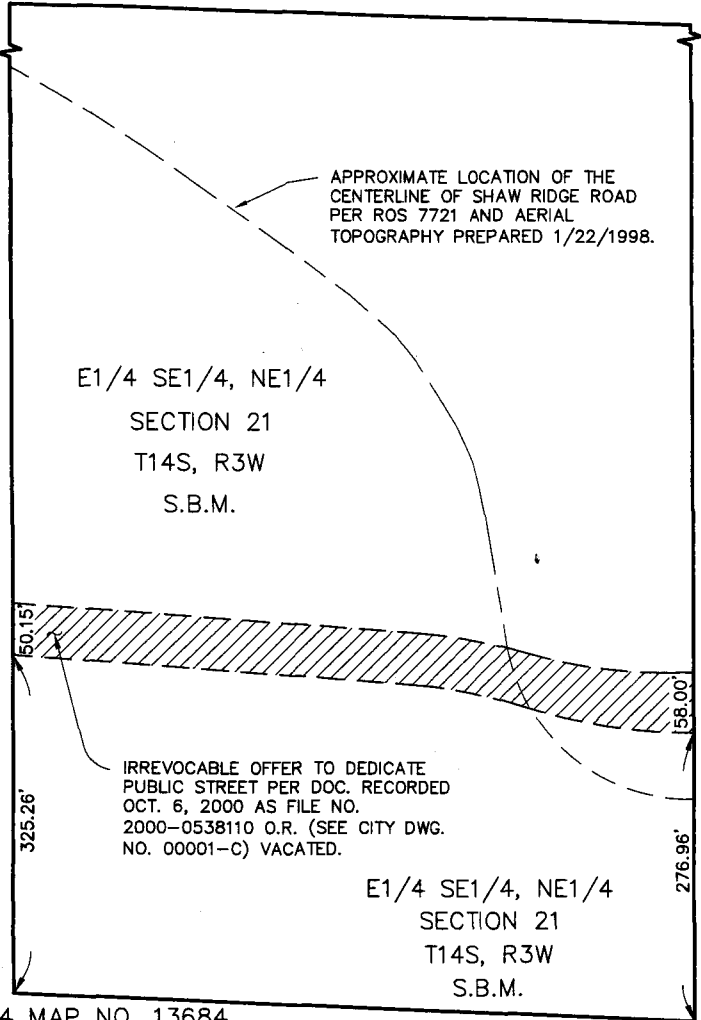 APPROXIMATE LOCATION OF THE
CENTERLINE OF SHAW RIDGE ROAD
PER ROS 7721 AND AERIAL
TOPOGRAPHY PREPARED 1/22/1998.
E1/4 SE1/4, NE1/4
SECTION 21
T14S, R3W
S.B.M.
50.15'
58.00'
IRREVOCABLE OFFER TO DEDICATE
PUBLIC STREET PER DOC. RECORDED
OCT. 6, 2000 AS FILE NO.
2000-0538110 O.R. (SEE CITY DWG.
NO. 00001-C) VACATED.
325.26'
276.96'
E1/4 SE1/4, NE1/4
SECTION 21
T14S, R3W
S.B.M.
4 MAP NO. 13684